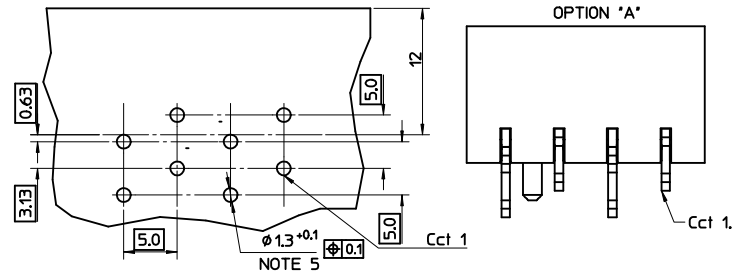 OPTION "A"
12
0.63
5.0
3.13
5.0
5.0
Ø1.3 +0.1
⌖ 0.1
NOTE 5
Cct 1
Cct 1.